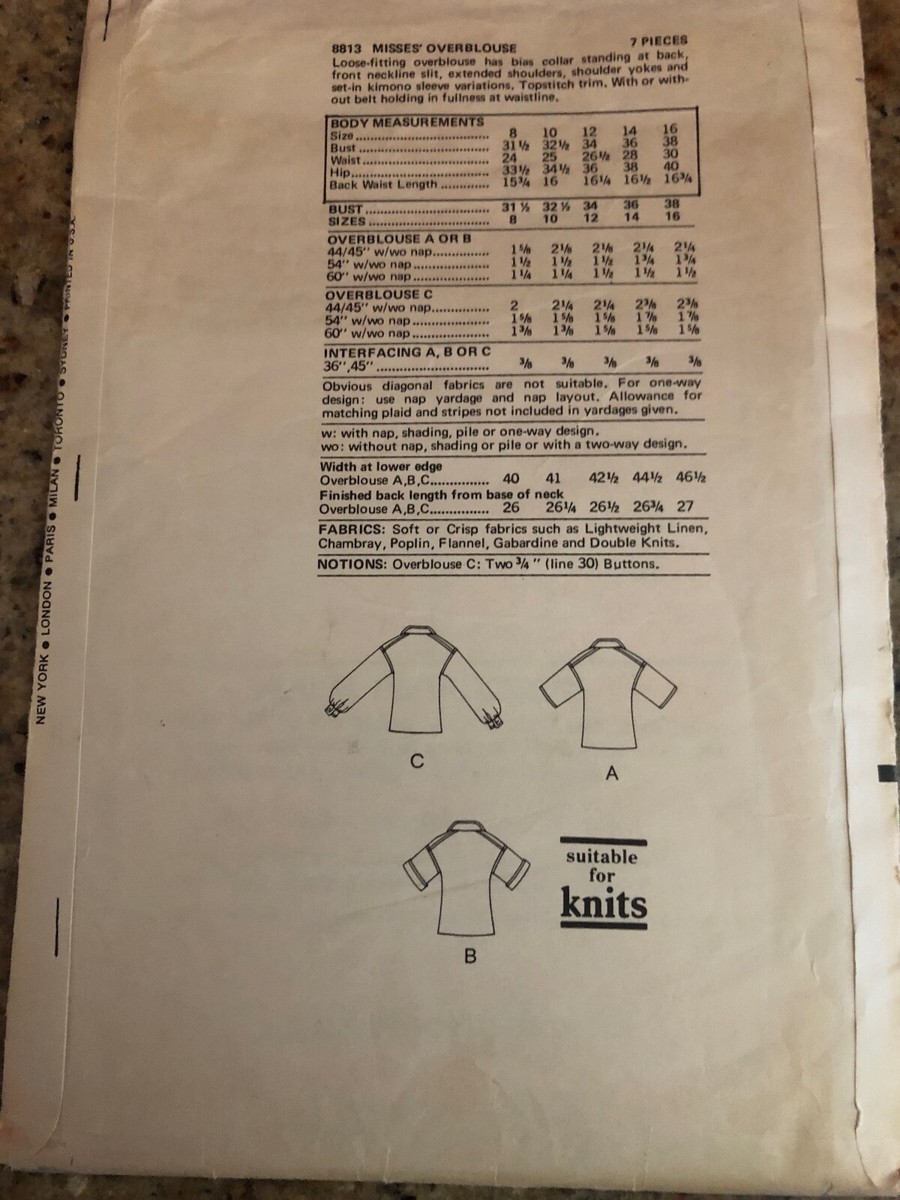 8813 MISSES' OVERBLOUSE 7 PIECES
Loose-fitting overblouse has bias collar standing at back,
front neckline slit, extended shoulders, shoulder yokes and
set-in kimono sleeve variations. Topstitch trim. With or with-
out belt holding in fullness at waistline.
BODY MEASUREMENTS
Size 8 10 12 14 16
Bust 31½ 32½ 34 36 38
Waist 24 25 26½ 28 30
Hip 33½ 34½ 36 38 40
Back Waist Length 15¾ 16 16¼ 16½ 16¾
BUST 31 ½ 32 ½ 34 36 38
SIZES 8 10 12 14 16
OVERBLOUSE A OR B
44/45" w/wo nap 1⅝ 2⅛ 2⅛ 2¼ 2¼
54" w/wo nap 1½ 1½ 1½ 1¾ 1¾
60" w/wo nap 1¼ 1¼ 1½ 1½ 1½
OVERBLOUSE C
44/45" w/wo nap 2 2¼ 2¼ 2⅜ 2⅜
54" w/wo nap 1⅝ 1⅝ 1⅝ 1⅞ 1⅞
60" w/wo nap 1⅜ 1⅜ 1⅝ 1⅝ 1⅝
INTERFACING A, B OR C
36",45" ⅜ ⅜ ⅜ ⅜ ⅜
Obvious diagonal fabrics are not suitable. For one-way
design: use nap yardage and nap layout. Allowance for
matching plaid and stripes not included in yardages given.
w: with nap, shading, pile or one-way design.
wo: without nap, shading or pile or with a two-way design.
Width at lower edge
Overblouse A,B,C 40 41 42½ 44½ 46½
Finished back length from base of neck
Overblouse A,B,C 26 26¼ 26½ 26¾ 27
FABRICS: Soft or Crisp fabrics such as Lightweight Linen,
Chambray, Poplin, Flannel, Gabardine and Double Knits.
NOTIONS: Overblouse C: Two ¾" (line 30) Buttons.
C
A
B
suitable
for
knits
NEW YORK ● LONDON ● PARIS ● MILAN ● TORONTO ● SYDNEY ● PRINTED IN U.S.A.